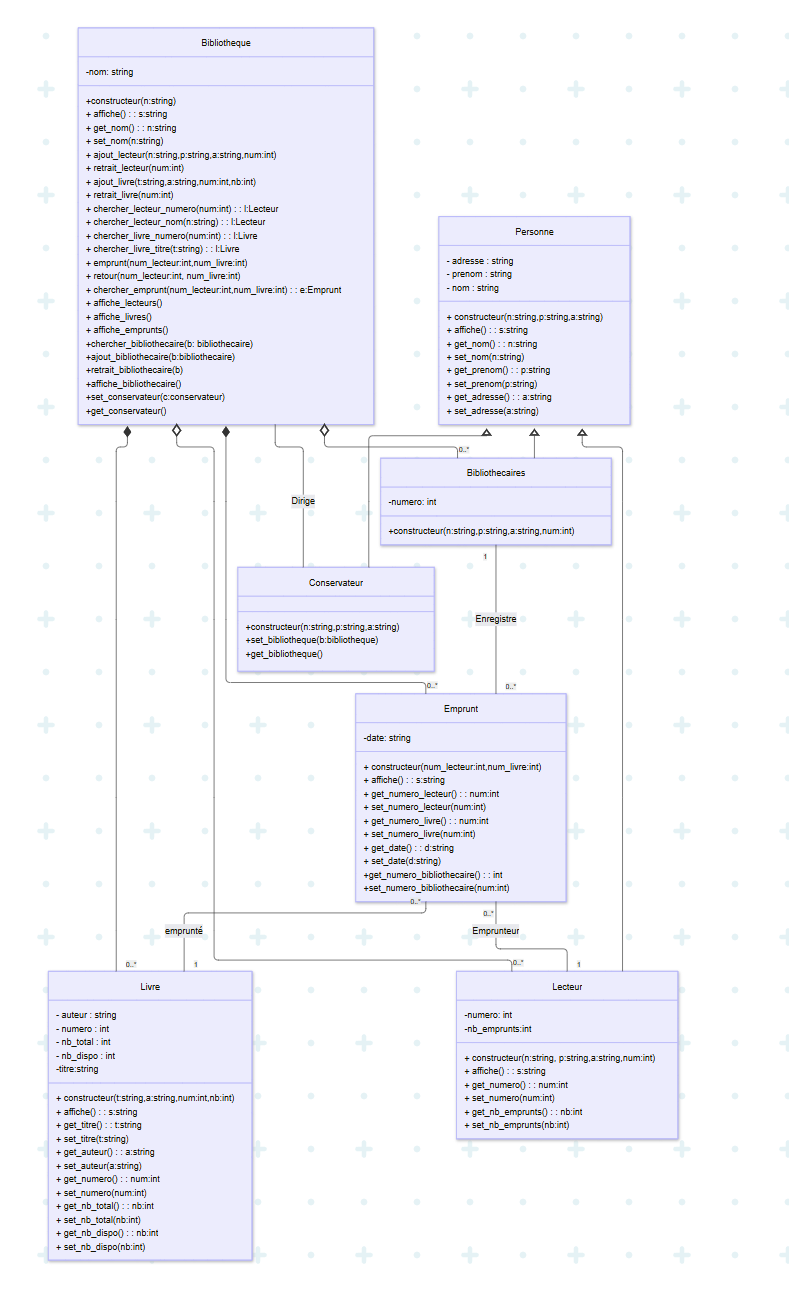 Bibliotheque
-nom: string
+constructeur(n:string)
+ affiche() : : s:string
+ get_nom() : : n:string
+ set_nom(n:string)
+ ajout_lecteur(n:string,p:string,a:string,num:int)
+ retrait_lecteur(num:int)
+ ajout_livre(t:string,a:string,num:int,nb:int)
+ retrait_livre(num:int)
+ chercher_lecteur_numero(num:int) : : l:Lecteur
+ chercher_lecteur_nom(n:string) : : l:Lecteur
+ chercher_livre_numero(num:int) : : l:Livre
+ chercher_livre_titre(t:string) : : l:Livre
+ emprunt(num_lecteur:int,num_livre:int)
+ retour(num_lecteur:int, num_livre:int)
+ chercher_emprunt(num_lecteur:int,num_livre:int) : : e:Emprunt
+ affiche_lecteurs()
+ affiche_livres()
+ affiche_emprunts()
+chercher_bibliothecaire(b: bibliothecaire)
+ajout_bibliothecaire(b:bibliothecaire)
+retrait_bibliothecaire(b)
+affiche_bibliothecaire()
+set_conservateur(c:conservateur)
+get_conservateur()
Personne
- adresse : string
- prenom : string
- nom : string
+ constructeur(n:string,p:string,a:string)
+ affiche() : : s:string
+ get_nom() : : n:string
+ set_nom(n:string)
+ get_prenom() : : p:string
+ set_prenom(p:string)
+ get_adresse() : : a:string
+ set_adresse(a:string)
0..*
Bibliothecaires
-numero: int
+constructeur(n:string,p:string,a:string,num:int)
Dirige
1
Conservateur
+constructeur(n:string,p:string,a:string)
+set_bibliotheque(b:bibliotheque)
+get_bibliotheque()
Enregistre
0..*
0..*
Emprunt
-date: string
+ constructeur(num_lecteur:int,num_livre:int)
+ affiche() : : s:string
+ get_numero_lecteur() : : num:int
+ set_numero_lecteur(num:int)
+ get_numero_livre() : : num:int
+ set_numero_livre(num:int)
+ get_date() : : d:string
+ set_date(d:string)
+get_numero_bibliothecaire() : : int
+set_numero_bibliothecaire(num:int)
0..*
0..*
emprunté
Emprunteur
0..*
1
0..*
1
Livre
- auteur : string
- numero : int
- nb_total : int
- nb_dispo : int
-titre:string
+ constructeur(t:string,a:string,num:int,nb:int)
+ affiche() : : s:string
+ get_titre() : : t:string
+ set_titre(t:string)
+ get_auteur() : : a:string
+ set_auteur(a:string)
+ get_numero() : : num:int
+ set_numero(num:int)
+ get_nb_total() : : nb:int
+ set_nb_total(nb:int)
+ get_nb_dispo() : : nb:int
+ set_nb_dispo(nb:int)
Lecteur
-numero: int
-nb_emprunts:int
+ constructeur(n:string, p:string,a:string,num:int)
+ affiche() : : s:string
+ get_numero() : : num:int
+ set_numero(num:int)
+ get_nb_emprunts() : : nb:int
+ set_nb_emprunts(nb:int)